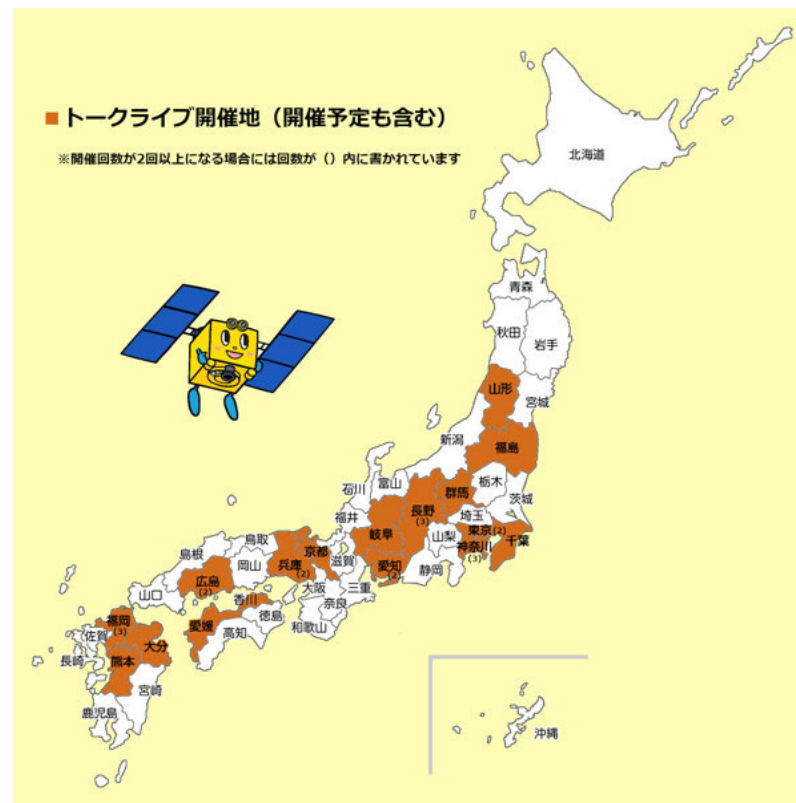 ■ トークライブ開催地（開催予定も含む）
※開催回数が2回以上になる場合には回数が（）内に書かれています
北海道
青森
秋田
岩手
山形
宮城
新潟
福島
石川
富山
群馬
栃木
長野
(3)
茨城
福井
埼玉
岐阜
東京(2)
山梨
千葉
神奈川
(3)
鳥取
京都
島根
滋賀
愛知
(2)
静岡
岡山
兵庫
(2)
広島
(2)
大阪
三重
山口
香川
奈良
徳島
和歌山
福岡
(3)
愛媛
高知
佐賀
大分
長崎
熊本
宮崎
鹿児島
沖縄